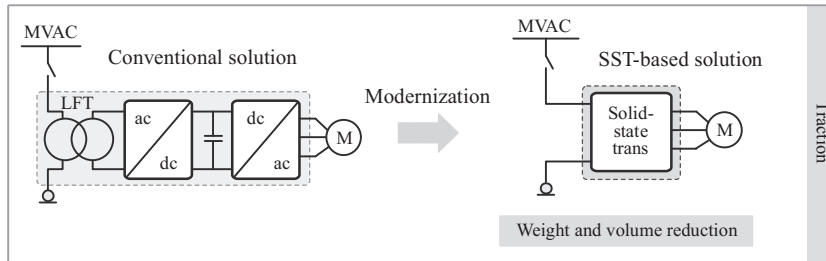 MVAC
Conventional solution
LFT
ac
dc
dc
ac
M
Modernization
MVAC
SST-based solution
Solid-
state
trans
M
Weight and volume reduction
Traction